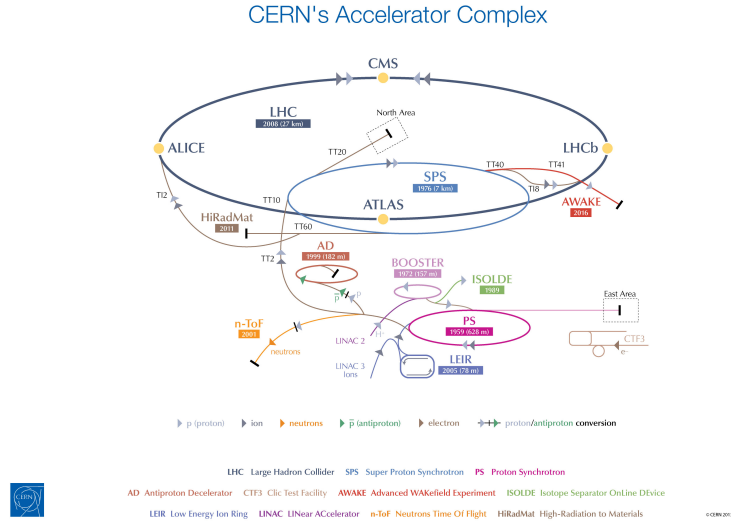 CERN's Accelerator Complex
CMS
LHC
2008 (27 km)
North Area
TT20
ALICE
LHCb
TT40
TT41
SPS
1976 (7 km)
TI8
TI2
TT10
ATLAS
AWAKE
2016
HiRadMat
2011
TT60
AD
1999 (182 m)
TT2
BOOSTER
1972 (157 m)
ISOLDE
1989
p
p
East Area
n-ToF
2001
PS
1959 (628 m)
LINAC 2
H⁺
neutrons
CTF3
e⁻
LEIR
2005 (78 m)
LINAC 3
Ions
p (proton)
ion
neutrons
p̅ (antiproton)
electron
proton/antiproton conversion
LHC Large Hadron Collider SPS Super Proton Synchrotron PS Proton Synchrotron
AD Antiproton Decelerator CTF3 Clic Test Facility AWAKE Advanced WAKefield Experiment ISOLDE Isotope Separator OnLine DEvice
LEIR Low Energy Ion Ring LINAC LINear ACcelerator n-ToF Neutrons Time Of Flight HiRadMat High-Radiation to Materials
CERN
© CERN